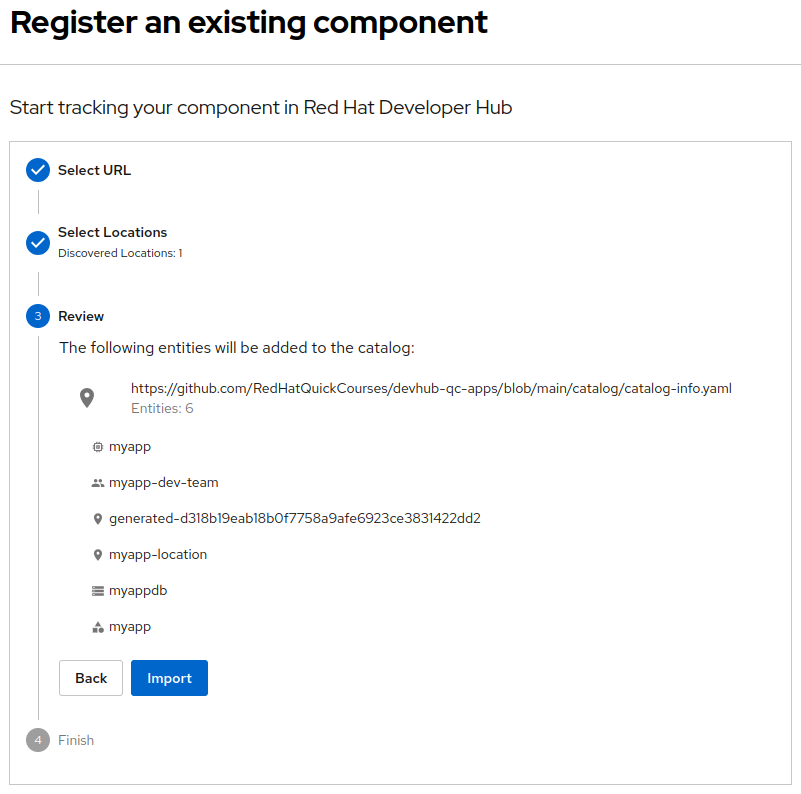 Register an existing component
Start tracking your component in Red Hat Developer Hub
Select URL
Select Locations
Discovered Locations: 1
3 Review
The following entities will be added to the catalog:
https://github.com/RedHatQuickCourses/devhub-qc-apps/blob/main/catalog/catalog-info.yaml
Entities: 6
myapp
myapp-dev-team
generated-d318b19eab18b0f7758a9afe6923ce3831422dd2
myapp-location
myappdb
myapp
Back Import
4 Finish